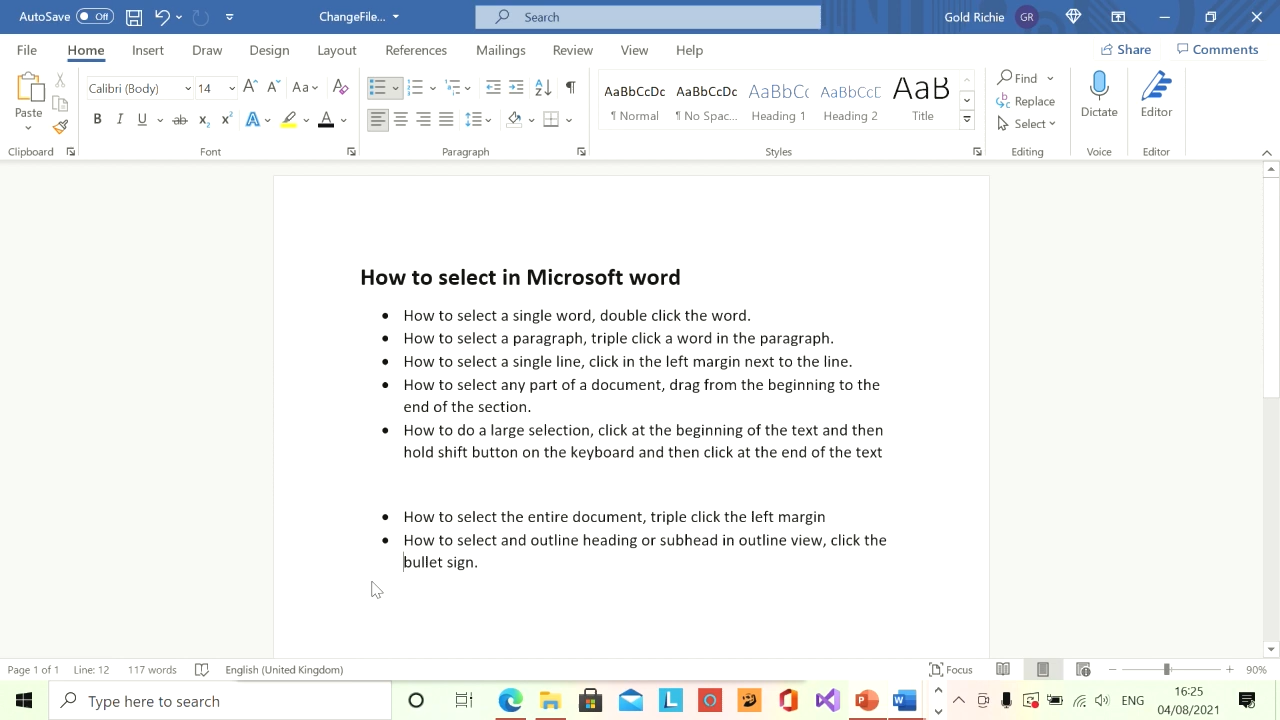 AutoSave Off ChangeFile... Search Gold Richie GR
File Home Insert Draw Design Layout References Mailings Review View Help Share Comments
Paste Calibri (Body) 14 Aa AaBbCcDc AaBbCcDc AaBbCc AaBbCcD AaB Find Replace Select Dictate Editor
¶ Normal ¶ No Spac... Heading Heading 2 Title
Clipboard Font Paragraph Styles Editing Voice Editor
How to select in Microsoft word
• How to select a single word, double click the word.
• How to select a paragraph, triple click a word in the paragraph.
• How to select a single line, click in the left margin next to the line.
• How to select any part of a document, drag from the beginning to the
end of the section.
• How to do a large selection, click at the beginning of the text and then
hold shift button on the keyboard and then click at the end of the text
• How to select the entire document, triple click the left margin
• How to select and outline heading or subhead in outline view, click the
bullet sign.
Page 1 of 1 Line: 12 117 words English (United Kingdom) Focus 90%
Type here to search ENG 16:25
04/08/2021